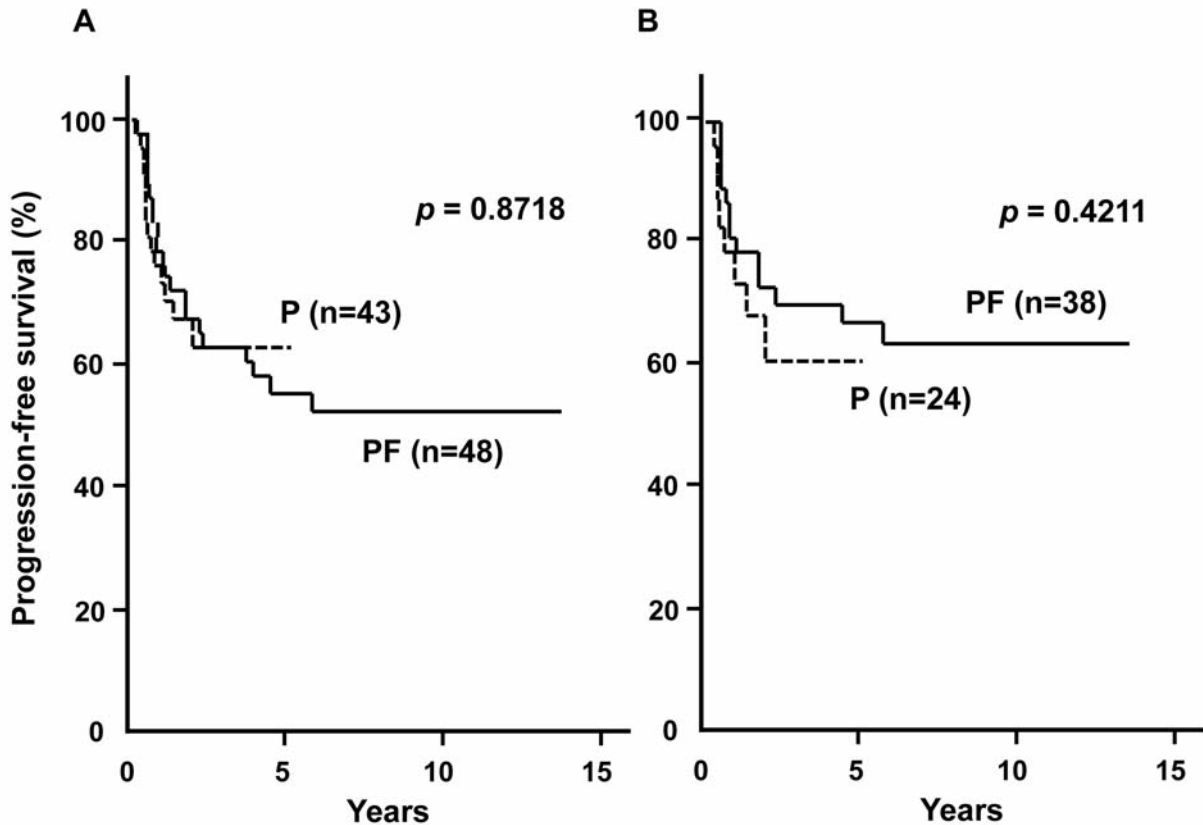 A
B
Progression-free survival (%)
100
80
60
40
20
0
p = 0.8718
P (n=43)
PF (n=48)
0 5 10 15
Years
100
80
60
40
20
0
p = 0.4211
PF (n=38)
P (n=24)
0 5 10 15
Years